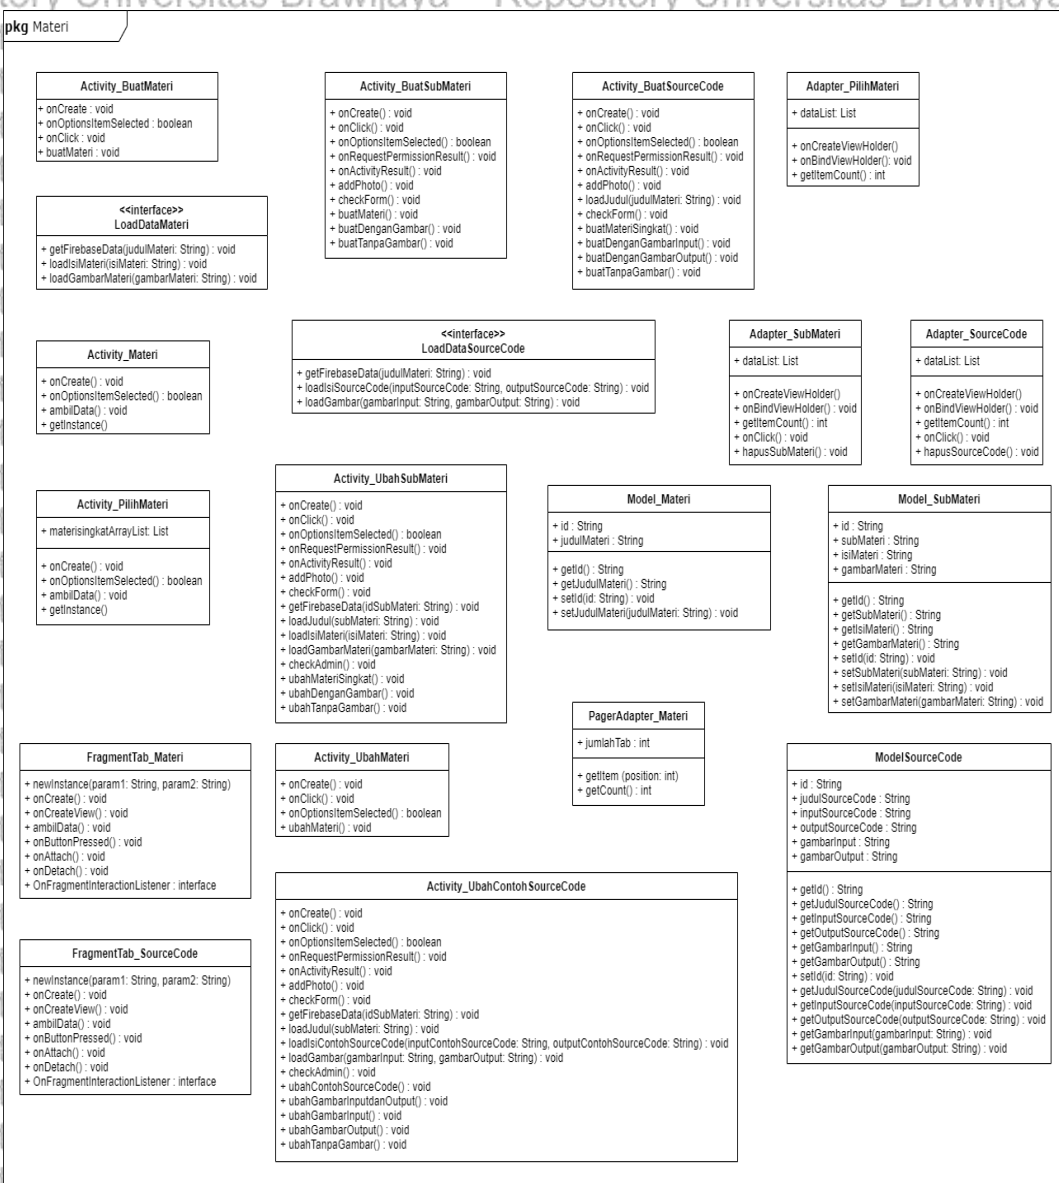 Repository Universitas Brawijaya
pkg Materi
Activity_BuatMateri
+ onCreate : void
+ onOptionsItemSelected : boolean
+ onClick : void
+ buatMateri : void
Activity_BuatSubMateri
+ onCreate() : void
+ onClick() : void
+ onOptionsItemSelected() : boolean
+ onRequestPermissionResult() : void
+ onActivityResult() : void
+ addPhoto() : void
+ checkForm() : void
+ buatMateri() : void
+ buatDenganGambar() : void
+ buatTanpaGambar() : void
Activity_BuatSourceCode
+ onCreate() : void
+ onClick() : void
+ onOptionsItemSelected() : boolean
+ onRequestPermissionResult() : void
+ onActivityResult() : void
+ addPhoto() : void
+ loadJudul(judulMateri: String) : void
+ checkForm() : void
+ buatMateriSingkat() : void
+ buatDenganGambarInput() : void
+ buatDenganGambarOutput() : void
+ buatTanpaGambar() : void
Adapter_PilihMateri
+ dataList: List
+ onCreateViewHolder()
+ onBindViewHolder(): void
+ getItemCount() : int
<<interface>>
LoadDataMateri
+ getFirebaseData(judulMateri: String) : void
+ loadIsiMateri(isiMateri: String) : void
+ loadGambarMateri(gambarMateri: String) : void
Activity_Materi
+ onCreate() : void
+ onOptionsItemSelected() : boolean
+ ambilData() : void
+ getInstance()
<<interface>>
LoadDataSourceCode
+ getFirebaseData(judulMateri: String) : void
+ loadIsiSourceCode(inputSourceCode: String, outputSourceCode: String) : void
+ loadGambar(gambarInput: String, gambarOutput: String) : void
Adapter_SubMateri
+ dataList: List
+ onCreateViewHolder()
+ onBindViewHolder() : void
+ getItemCount() : int
+ onClick() : void
+ hapusSubMateri() : void
Adapter_SourceCode
+ dataList: List
+ onCreateViewHolder()
+ onBindViewHolder() : void
+ getItemCount() : int
+ onClick() : void
+ hapusSourceCode() : void
Activity_PilihMateri
+ materisingkatArrayList: List
+ onCreate() : void
+ onOptionsItemSelected() : boolean
+ ambilData() : void
+ getInstance()
Activity_UbahSubMateri
+ onCreate() : void
+ onClick() : void
+ onOptionsItemSelected() : boolean
+ onRequestPermissionResult() : void
+ onActivityResult() : void
+ addPhoto() : void
+ checkForm() : void
+ getFirebaseData(idSubMateri: String) : void
+ loadJudul(subMateri: String) : void
+ loadIsiMateri(isiMateri: String) : void
+ loadGambarMateri(gambarMateri: String) : void
+ checkAdmin() : void
+ ubahMateriSingkat() : void
+ ubahDenganGambar() : void
+ ubahTanpaGambar() : void
Model_Materi
+ id : String
+ judulMateri : String
+ getId() : String
+ getJudulMateri() : String
+ setId(id: String) : void
+ setJudulMateri(judulMateri: String) : void
Model_SubMateri
+ id : String
+ subMateri : String
+ isiMateri : String
+ gambarMateri : String
+ getId() : String
+ getSubMateri() : String
+ getIsiMateri() : String
+ getGambarMateri() : String
+ setId(id: String) : void
+ setSubMateri(subMateri: String) : void
+ setIsiMateri(isiMateri: String) : void
+ setGambarMateri(gambarMateri: String) : void
PagerAdapter_Materi
+ jumlahTab : int
+ getItem (position: int)
+ getCount() : int
FragmentTab_Materi
+ newInstance(param1: String, param2: String)
+ onCreate() : void
+ onCreateView() : void
+ ambilData() : void
+ onButtonPressed() : void
+ onAttach() : void
+ onDetach() : void
+ OnFragmentInteractionListener : interface
Activity_UbahMateri
+ onCreate() : void
+ onClick() : void
+ onOptionsItemSelected() : boolean
+ ubahMateri() : void
ModelSourceCode
+ id : String
+ judulSourceCode : String
+ inputSourceCode : String
+ outputSourceCode : String
+ gambarInput : String
+ gambarOutput : String
+ getId() : String
+ getJudulSourceCode() : String
+ getInputSourceCode() : String
+ getOutputSourceCode() : String
+ getGambarInput() : String
+ getGambarOutput() : String
+ setId(id: String) : void
+ getJudulSourceCode(judulSourceCode: String) : void
+ getInputSourceCode(inputSourceCode: String) : void
+ getOutputSourceCode(outputSourceCode: String) : void
+ getGambarInput(gambarInput: String) : void
+ getGambarOutput(gambarOutput: String) : void
FragmentTab_SourceCode
+ newInstance(param1: String, param2: String)
+ onCreate() : void
+ onCreateView() : void
+ ambilData() : void
+ onButtonPressed() : void
+ onAttach() : void
+ onDetach() : void
+ OnFragmentInteractionListener : interface
Activity_UbahContohSourceCode
+ onCreate() : void
+ onClick() : void
+ onOptionsItemSelected() : boolean
+ onRequestPermissionResult() : void
+ onActivityResult() : void
+ addPhoto() : void
+ checkForm() : void
+ getFirebaseData(idSubMateri: String) : void
+ loadJudul(subMateri: String) : void
+ loadIsiContohSourceCode(inputContohSourceCode: String, outputContohSourceCode: String) : void
+ loadGambar(gambarInput: String, gambarOutput: String) : void
+ checkAdmin() : void
+ ubahContohSourceCode() : void
+ ubahGambarInputdanOutput() : void
+ ubahGambarInput() : void
+ ubahGambarOutput() : void
+ ubahTanpaGambar() : void